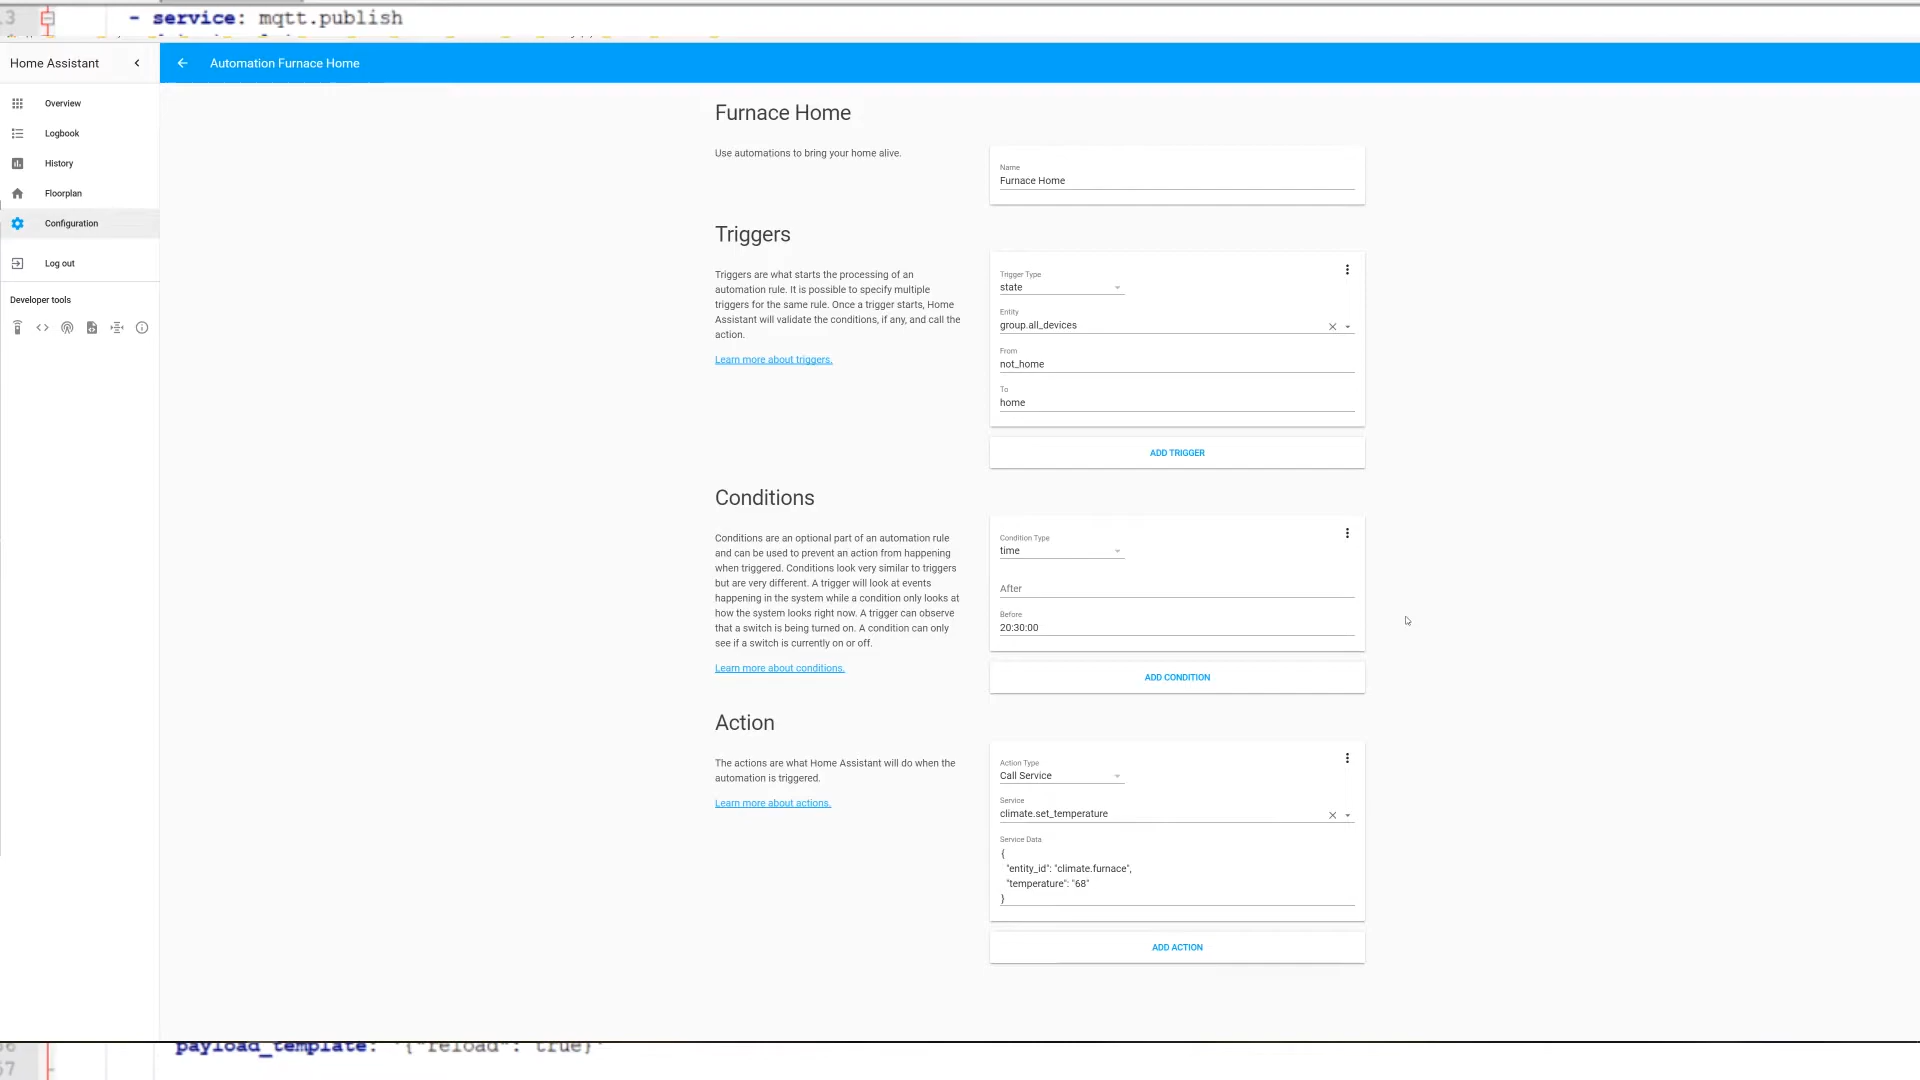 3
- service: mqtt.publish
Home Assistant
Automation Furnace Home
Overview
Logbook
History
Floorplan
Configuration
Log out
Developer tools
Furnace Home
Use automations to bring your home alive.
Name
Furnace Home
Triggers
Triggers are what starts the processing of an
automation rule. It is possible to specify multiple
triggers for the same rule. Once a trigger starts, Home
Assistant will validate the conditions, if any, and call the
action.
Learn more about triggers.
Trigger Type
state
Entity
group.all_devices
From
not_home
To
home
ADD TRIGGER
Conditions
Conditions are an optional part of an automation rule
and can be used to prevent an action from happening
when triggered. Conditions look very similar to triggers
but are very different. A trigger will look at events
happening in the system while a condition only looks at
how the system looks right now. A trigger can observe
that a switch is being turned on. A condition can only
see if a switch is currently on or off.
Learn more about conditions.
Condition Type
time
After
Before
20:30:00
ADD CONDITION
Action
The actions are what Home Assistant will do when the
automation is triggered.
Learn more about actions.
Action Type
Call Service
Service
climate.set_temperature
Service Data
{
"entity_id": "climate.furnace",
"temperature": "68"
}
ADD ACTION
payload_template: '{"reload": true}'